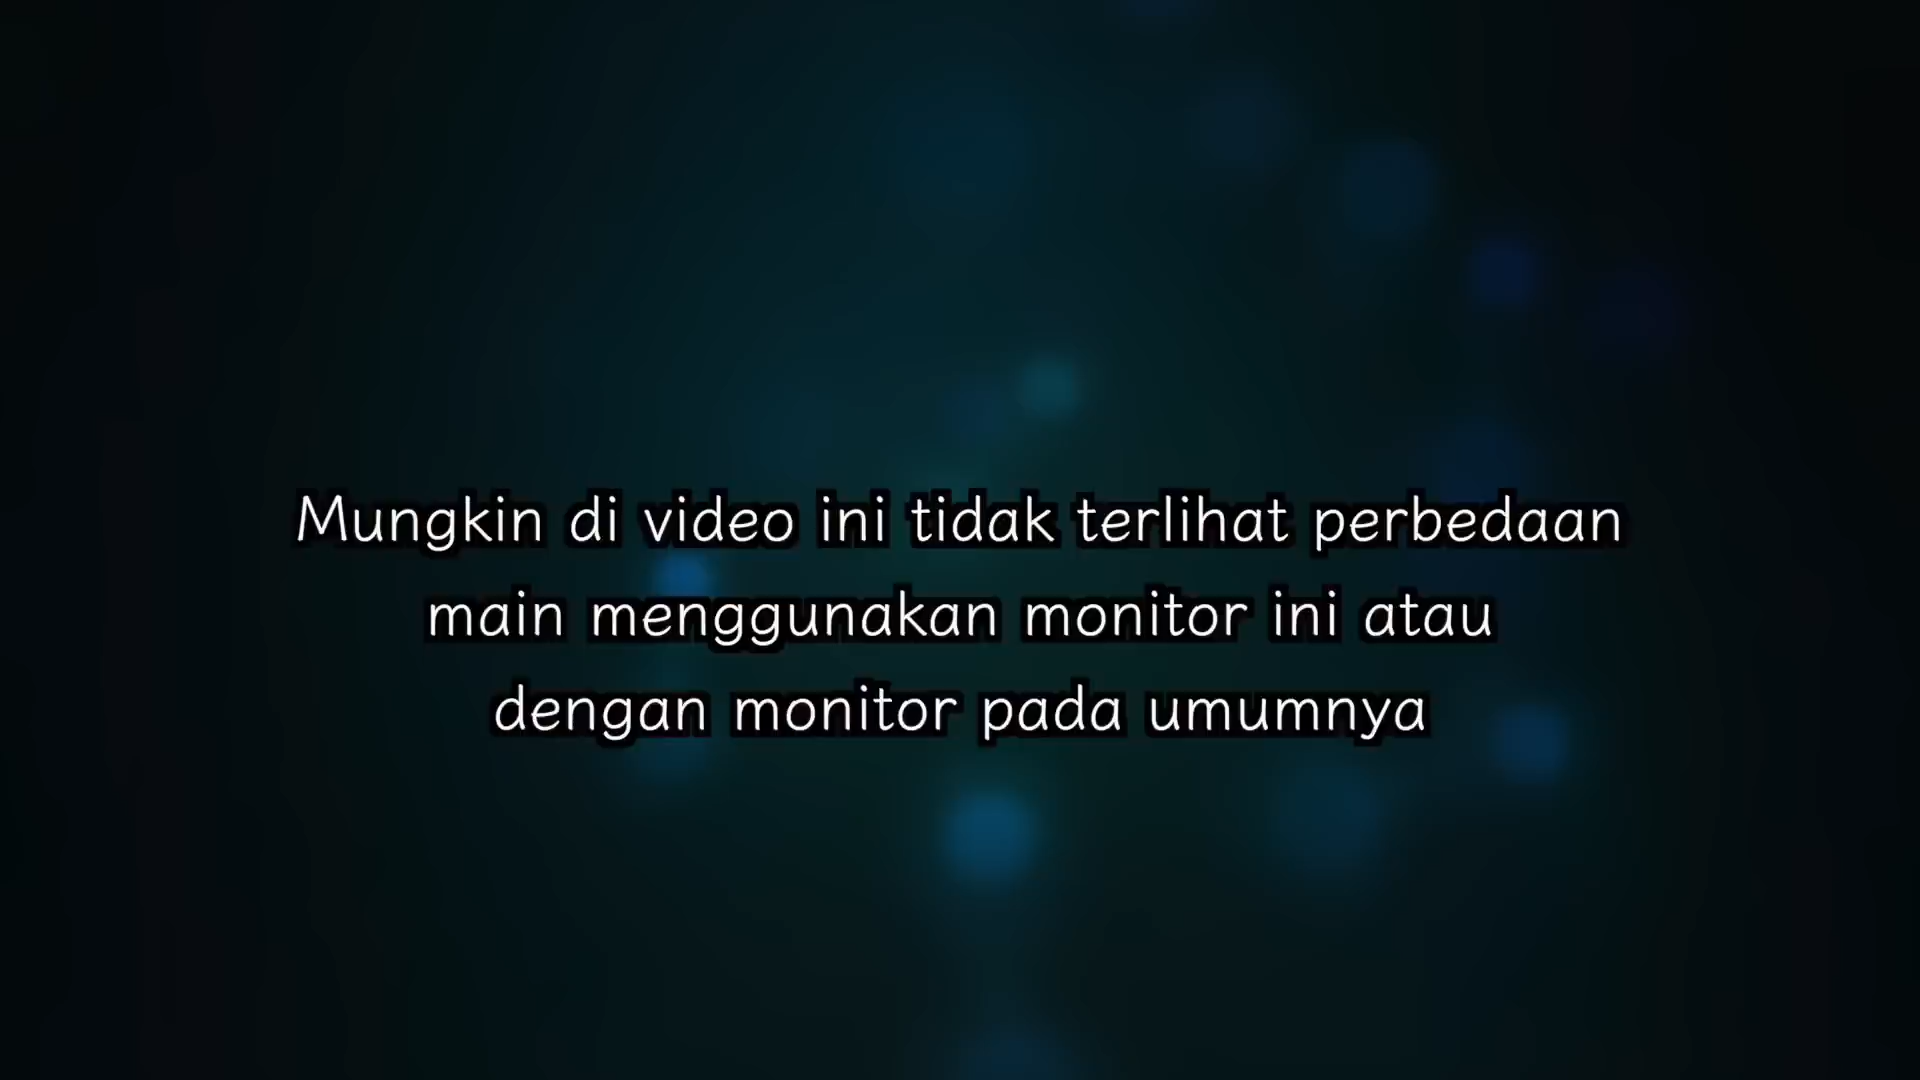 Mungkin di video ini tidak terlihat perbedaan
main menggunakan monitor ini atau
dengan monitor pada umumnya